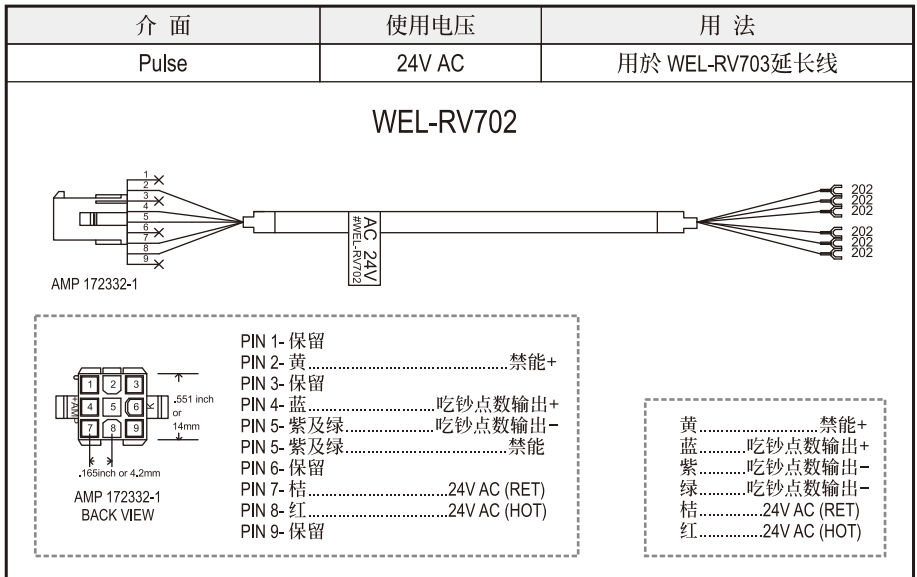 介 面 使用电压 用 法
Pulse 24V AC 用於 WEL-RV703延长线
WEL-RV702
1
2
3
4
5
6
7
8
9
AMP 172332-1
AC 24V
#WEL-RV702
202
202
202
202
202
202
1 2 3
4 5 6
7 8 9
+AM
K
.551 inch
or
14mm
.165inch or 4.2mm
AMP 172332-1
BACK VIEW
PIN 1- 保留
PIN 2- 黄................................................禁能+
PIN 3- 保留
PIN 4- 蓝..............................吃钞点数输出+
PIN 5- 紫及绿.....................吃钞点数输出−
PIN 5- 紫及绿.......................................禁能
PIN 6- 保留
PIN 7- 桔..................................24V AC (RET)
PIN 8- 红..................................24V AC (HOT)
PIN 9- 保留
黄............................禁能+
蓝..........吃钞点数输出+
紫..........吃钞点数输出−
绿..........吃钞点数输出−
桔.............24V AC (RET)
红.............24V AC (HOT)